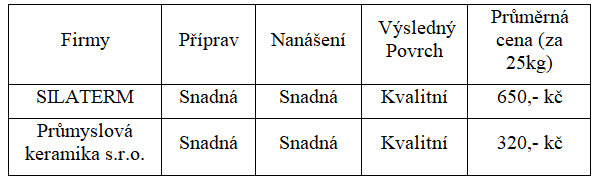 Firmy Příprav Nanášení Výsledný Povrch Průměrná cena (za 25kg)
SILATERM Snadná Snadná Kvalitní 650,- kč
Průmyslová keramika s.r.o. Snadná Snadná Kvalitní 320,- kč